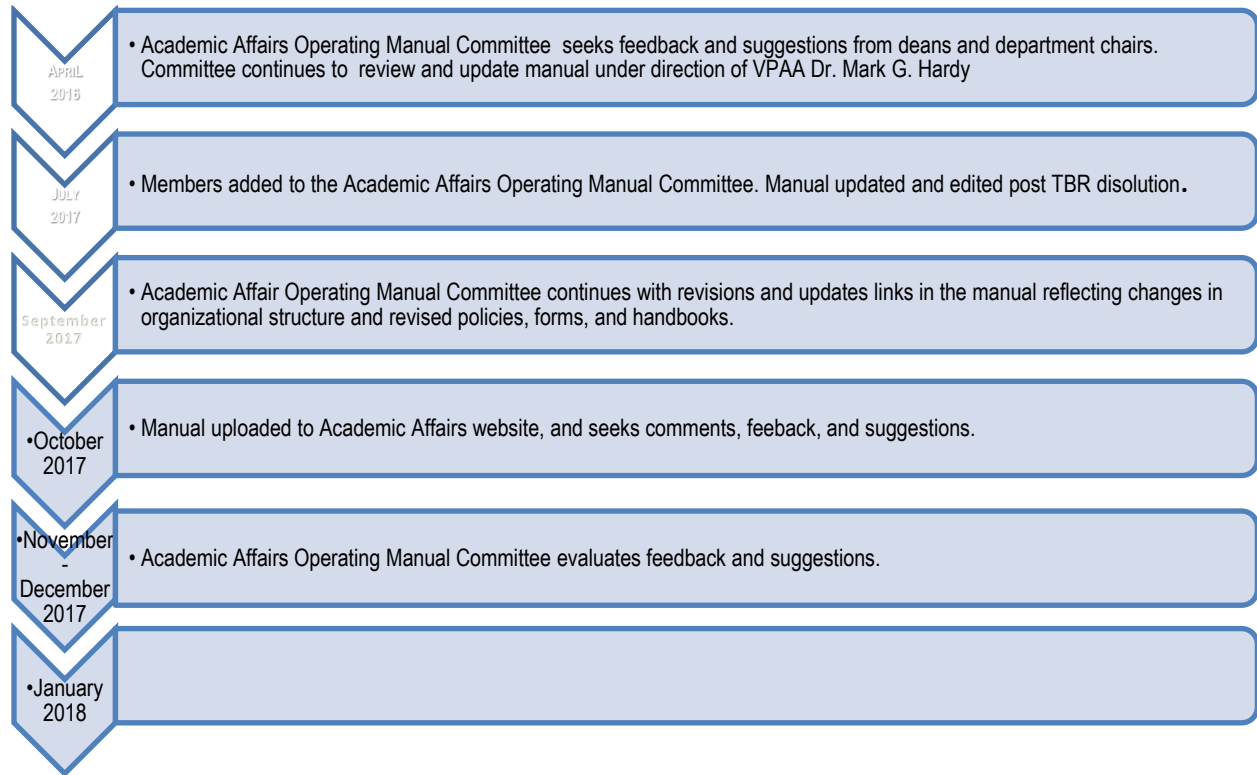 APRIL
2016
• Academic Affairs Operating Manual Committee  seeks feedback and suggestions from deans and department chairs.
Committee continues to  review and update manual under direction of VPAA Dr. Mark G. Hardy
JULY
2017
• Members added to the Academic Affairs Operating Manual Committee. Manual updated and edited post TBR disolution.
September
2017
• Academic Affair Operating Manual Committee continues with revisions and updates links in the manual reflecting changes in
organizational structure and revised policies, forms, and handbooks.
•October
2017
• Manual uploaded to Academic Affairs website, and seeks comments, feeback, and suggestions.
•November
-
December
2017
• Academic Affairs Operating Manual Committee evaluates feedback and suggestions.
•January
2018